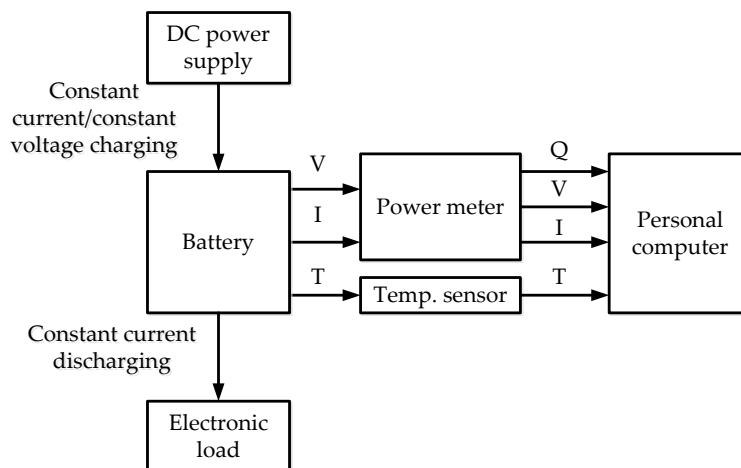 DC power
supply
Constant
current/constant
voltage charging
V
I
T
Battery
Power meter
Temp. sensor
Q
V
I
T
Personal
computer
Constant current
discharging
Electronic
load